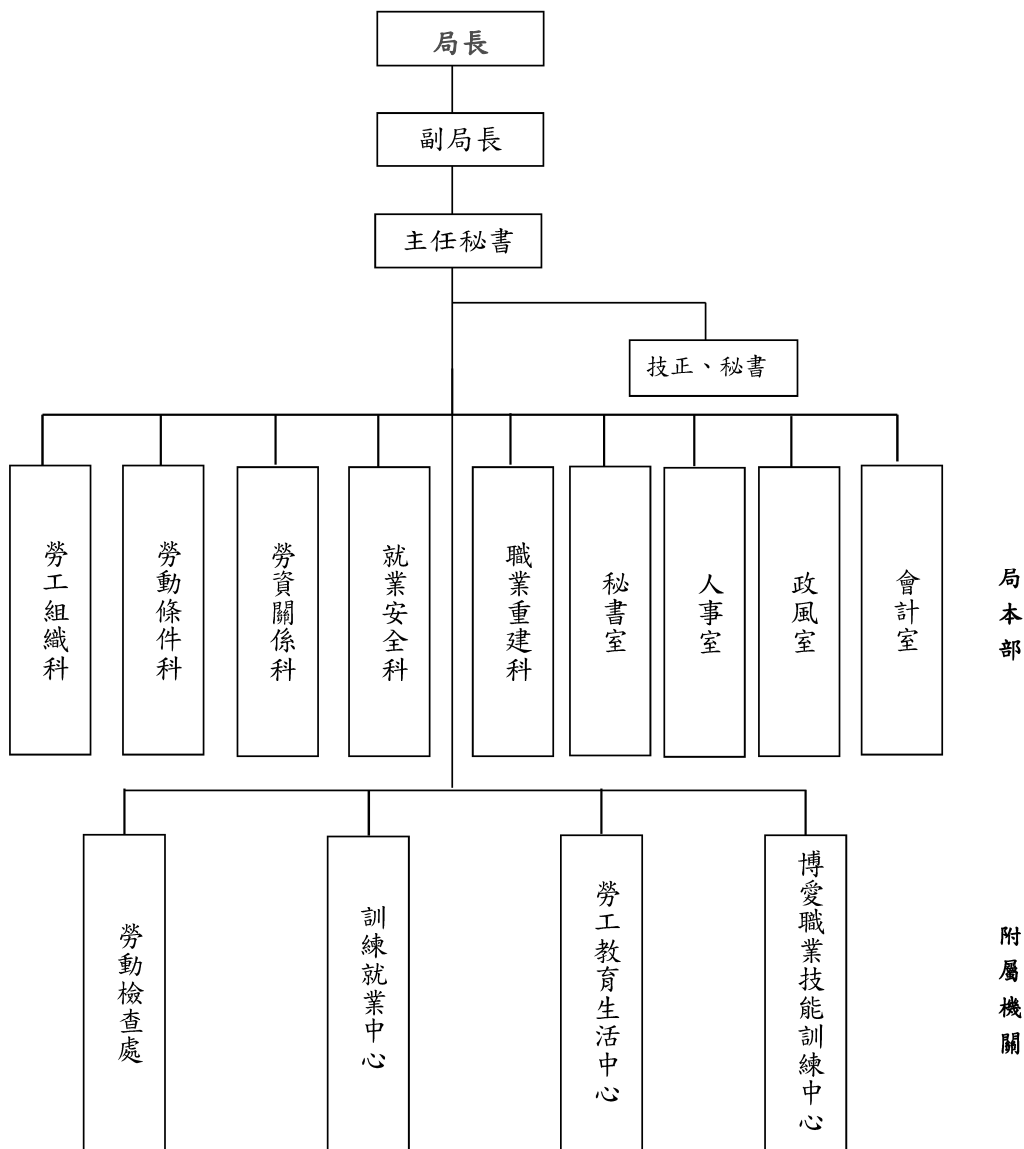 局長
副局長
主任秘書
技正、秘書
勞工組織科
勞動條件科
勞資關係科
就業安全科
職業重建科
秘書室
人事室
政風室
會計室
局本部
勞動檢查處
訓練就業中心
勞工教育生活中心
博愛職業技能訓練中心
附屬機關